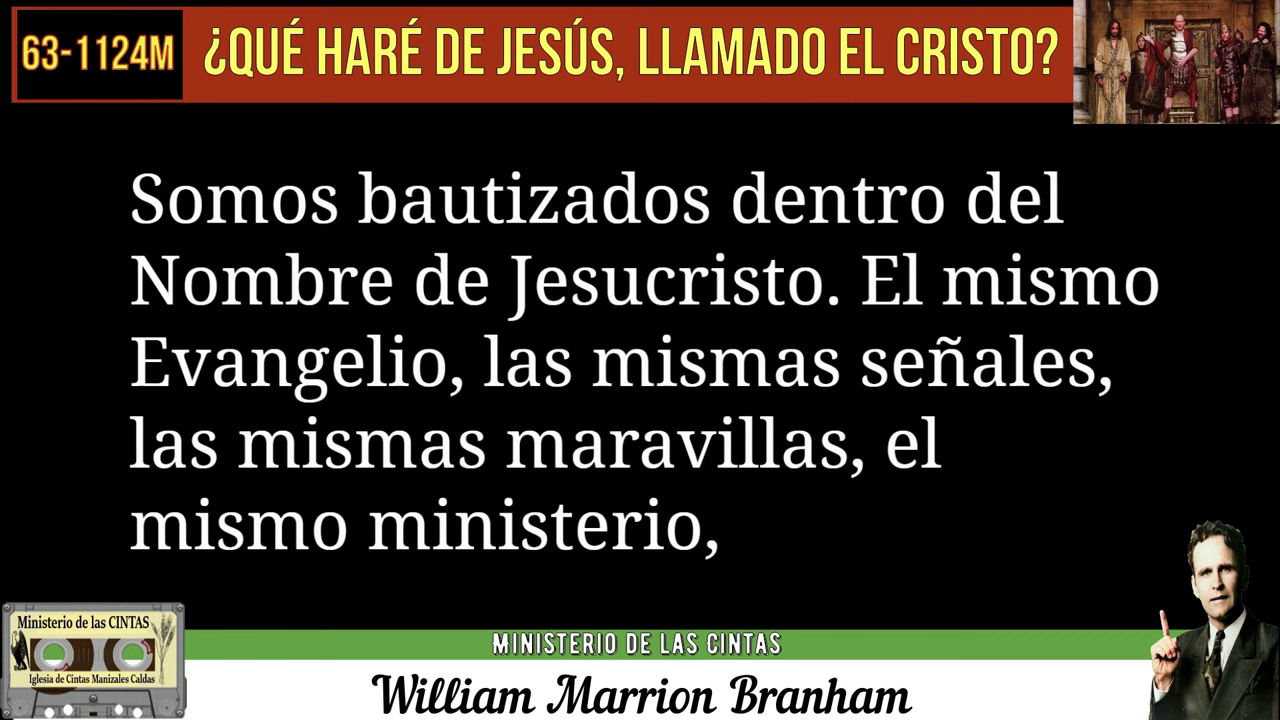 63-1124M
¿QUÉ HARÉ DE JESÚS, LLAMADO EL CRISTO?
Somos bautizados dentro del
Nombre de Jesucristo. El mismo
Evangelio, las mismas señales,
las mismas maravillas, el
mismo ministerio,
Ministerio de las CINTAS
Iglesia de Cintas Manizales Caldas
MINISTERIO DE LAS CINTAS
William Marrion Branham